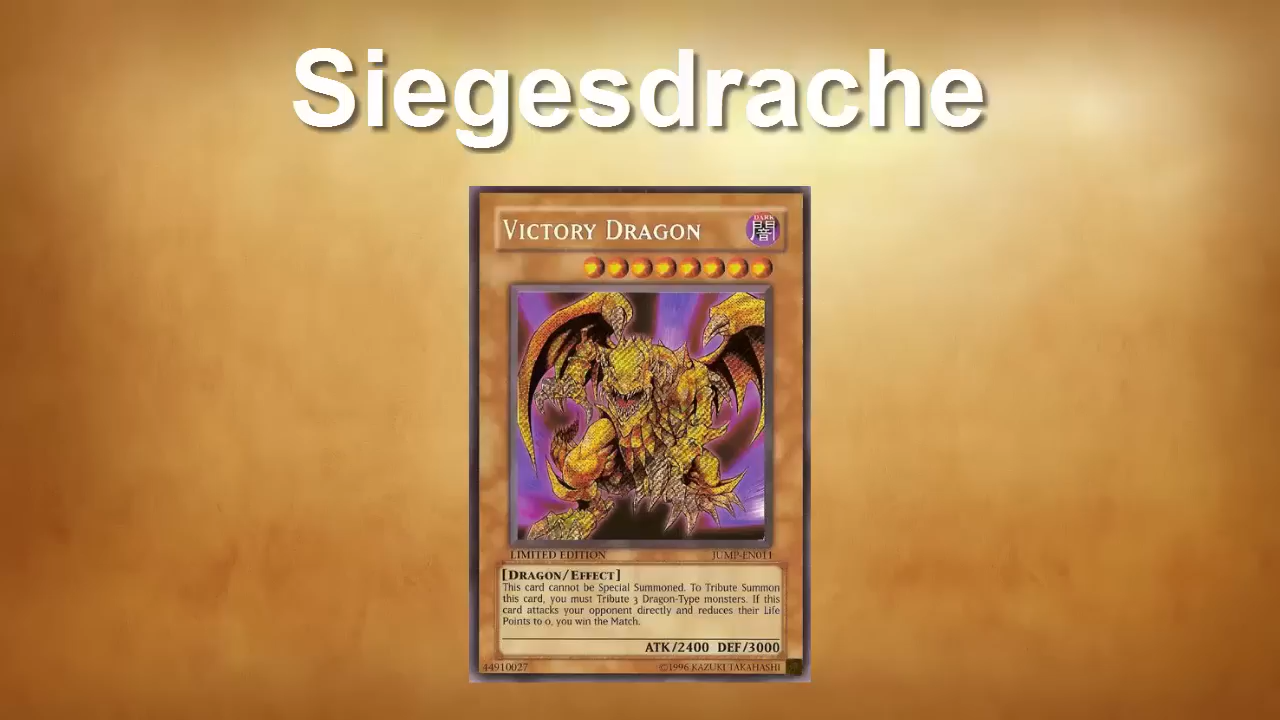 Siegesdrache
VICTORY DRAGON
DARK
闇
LIMITED EDITION JUMP-EN011
[DRAGON/EFFECT]
This card cannot be Special Summoned. To Tribute Summon
this card, you must Tribute 3 Dragon-Type monsters. If this
card attacks your opponent directly and reduces their Life
Points to 0, you win the Match.
ATK/2400 DEF/3000
44910027 ©1996 KAZUKI TAKAHASHI